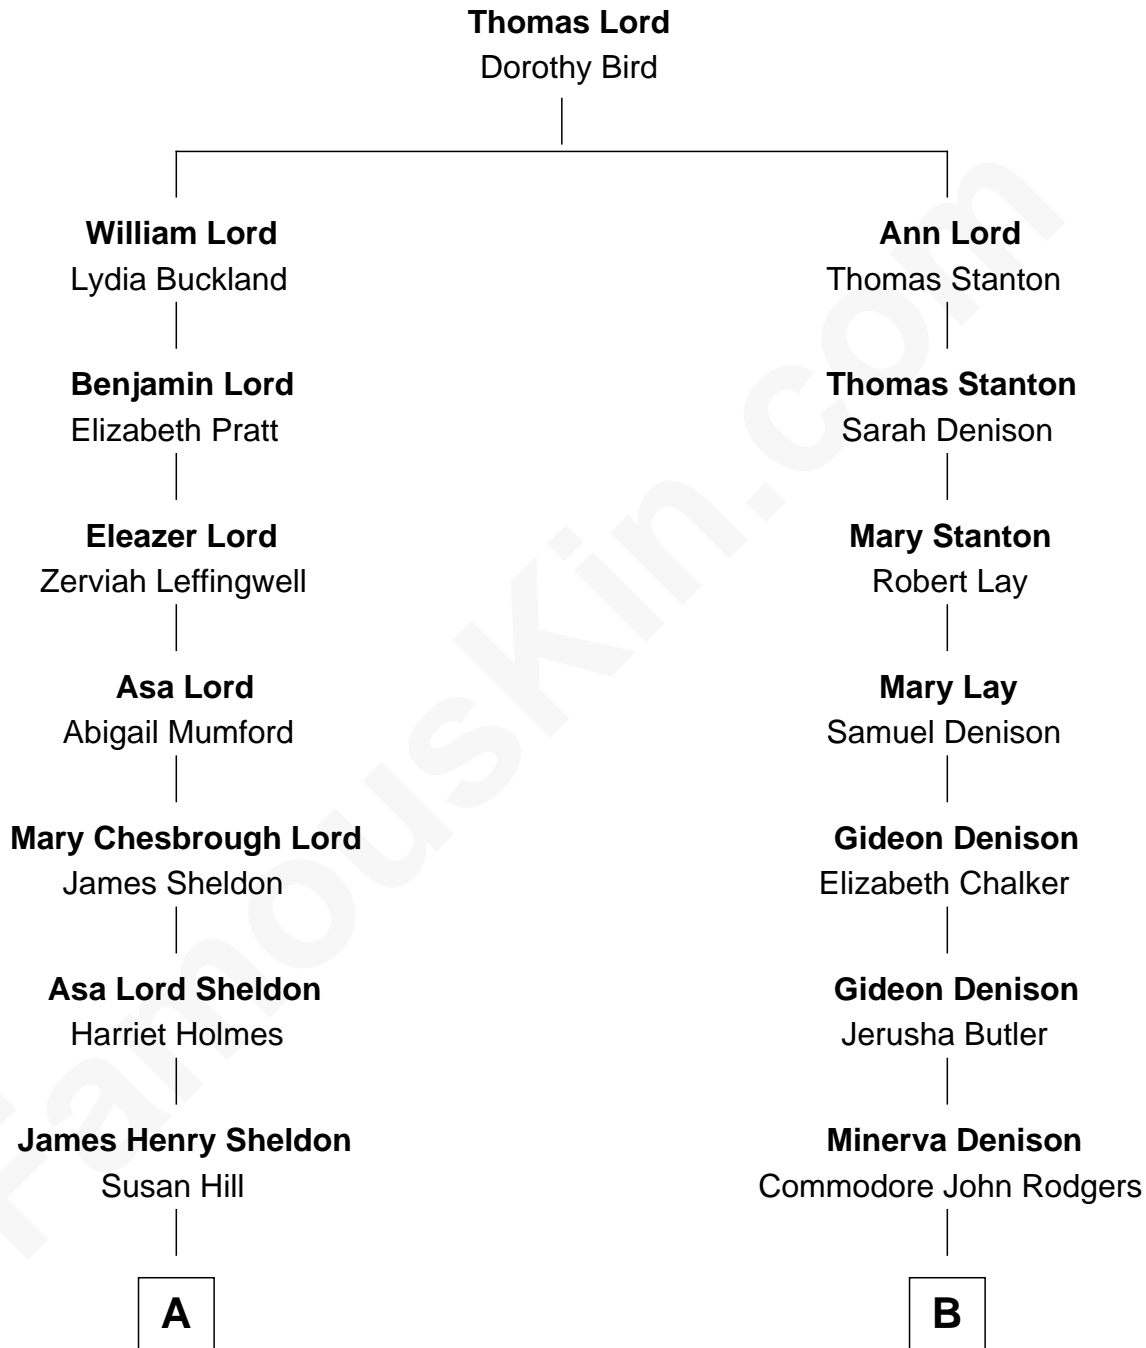 Thomas Lord
Dorothy Bird
William Lord
Lydia Buckland
Ann Lord
Thomas Stanton
Benjamin Lord
Elizabeth Pratt
Thomas Stanton
Sarah Denison
Eleazer Lord
Zerviah Leffingwell
Mary Stanton
Robert Lay
Asa Lord
Abigail Mumford
Mary Lay
Samuel Denison
Mary Chesbrough Lord
James Sheldon
Gideon Denison
Elizabeth Chalker
Asa Lord Sheldon
Harriet Holmes
Gideon Denison
Jerusha Butler
James Henry Sheldon
Susan Hill
Minerva Denison
Commodore John Rodgers
A
B
FamousKin.com